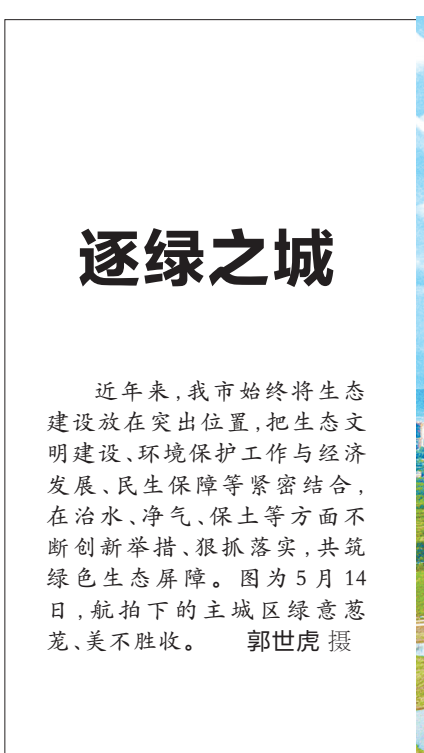 逐绿之城
近年来，我市始终将生态
建设放在突出位置，把生态文
明建设、环境保护工作与经济
发展、民生保障等紧密结合，
在治水、净气、保土等方面不
断创新举措、狠抓落实，共筑
绿色生态屏障。图为5月14
日，航拍下的主城区绿意葱
茏、美不胜收。 郭世虎 摄